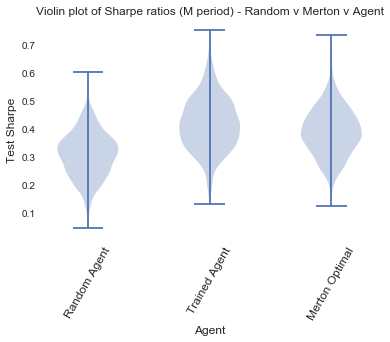 Violin plot of Sharpe ratios (M period) - Random v Merton v Agent
0.7
0.6
0.5
0.4
0.3
0.2
0.1
Test Sharpe
Random Agent
Trained Agent
Merton Optimal
Agent